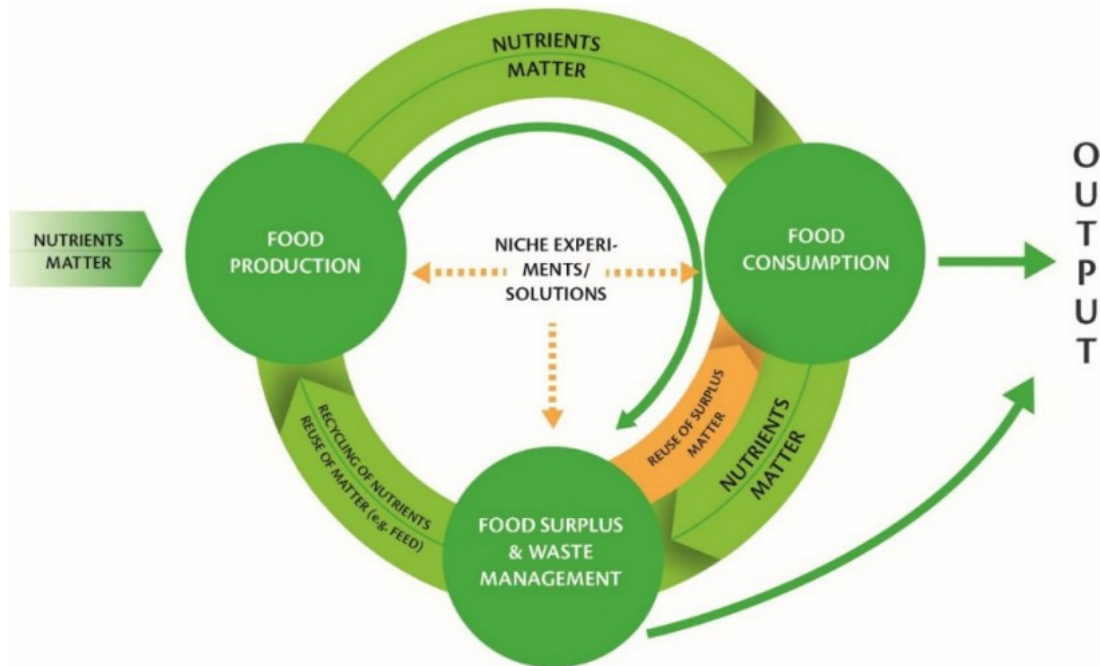 NUTRIENTS
MATTER
NUTRIENTS
MATTER
FOOD
PRODUCTION
NICHE EXPERI-
MENTS/
SOLUTIONS
FOOD
CONSUMPTION
OUTPUT
RECYCLING OF NUTRIENTS
REUSE OF MATTER (e.g. FEED)
REUSE OF SURPLUS
MATTER
NUTRIENTS
MATTER
FOOD SURPLUS
& WASTE
MANAGEMENT